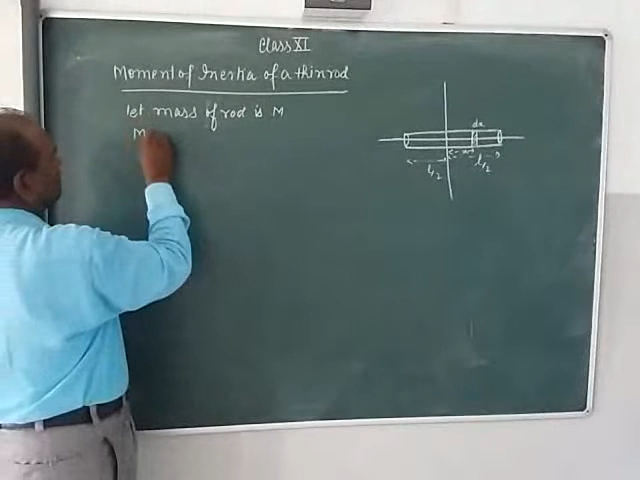 Class XI
Moment of Inertia of a thin rod
let mass of rod is M
M
dx
x
l/2
l/2